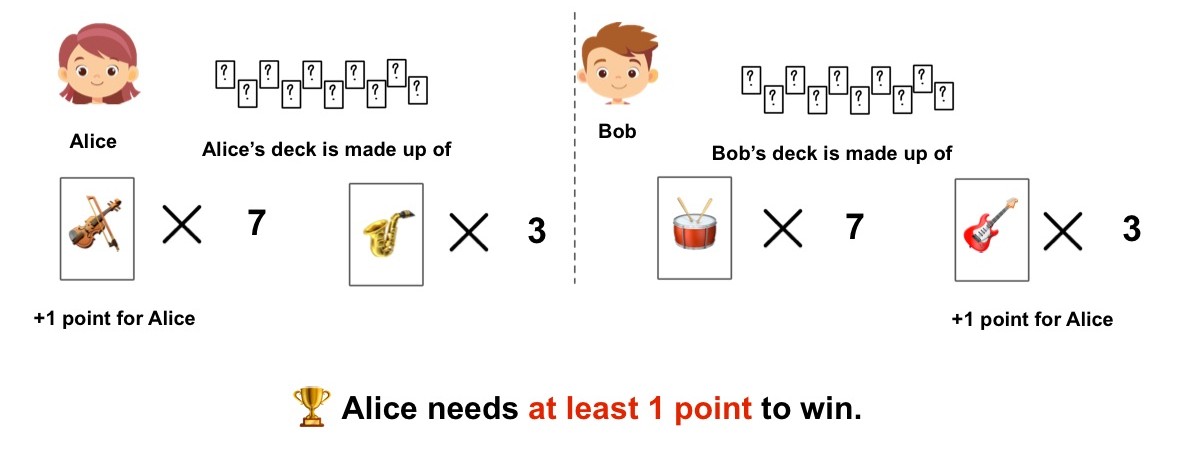 ? ? ? ? ? ? ? ? ? ?
? ? ? ? ? ? ? ? ? ?
Alice
Alice’s deck is made up of
Bob
Bob’s deck is made up of
7
3
7
3
+1 point for Alice
+1 point for Alice
Alice needs at least 1 point to win.